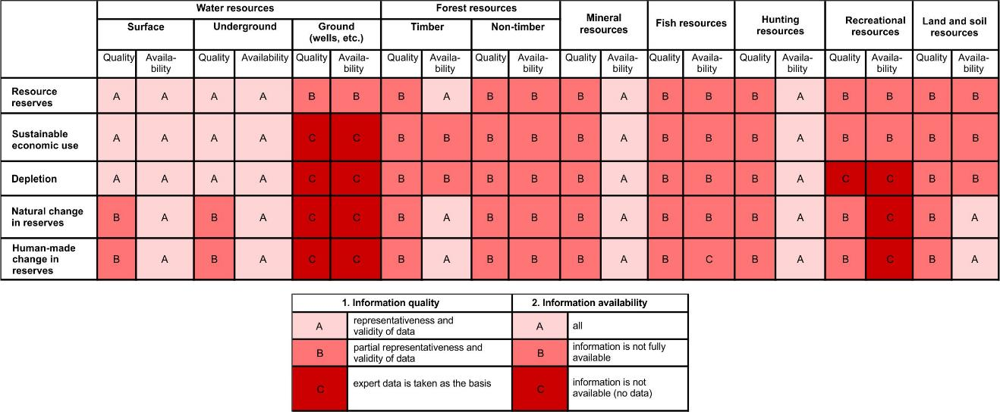 Water resources Forest resources Mineral resources Fish resources Hunting resources Recreational resources Land and soil resources
Surface Underground Ground (wells, etc.) Timber Non-timber
Quality Availa-bility Quality Availability Quality Availa-bility Quality Availa-bility Quality Availa-bility Quality Availa-bility Quality Availa-bility Quality Availa-bility Quality Availa-bility Quality Availa-bility
Resource reserves A A A A B B B A B B B A B B B A B B B B
Sustainable economic use A A A A C C B B B B B A B B B A B B B B
Depletion A A A A C C B B B B B A B B B A C C B B
Natural change in reserves B A B A C C B A B B B A B B B A B C B A
Human-made change in reserves B A B A C C B A B B B A B C B A B C B A
1. Information quality 2. Information availability
A representativeness and validity of data A all
B partial representativeness and validity of data B information is not fully available
C expert data is taken as the basis C information is not available (no data)